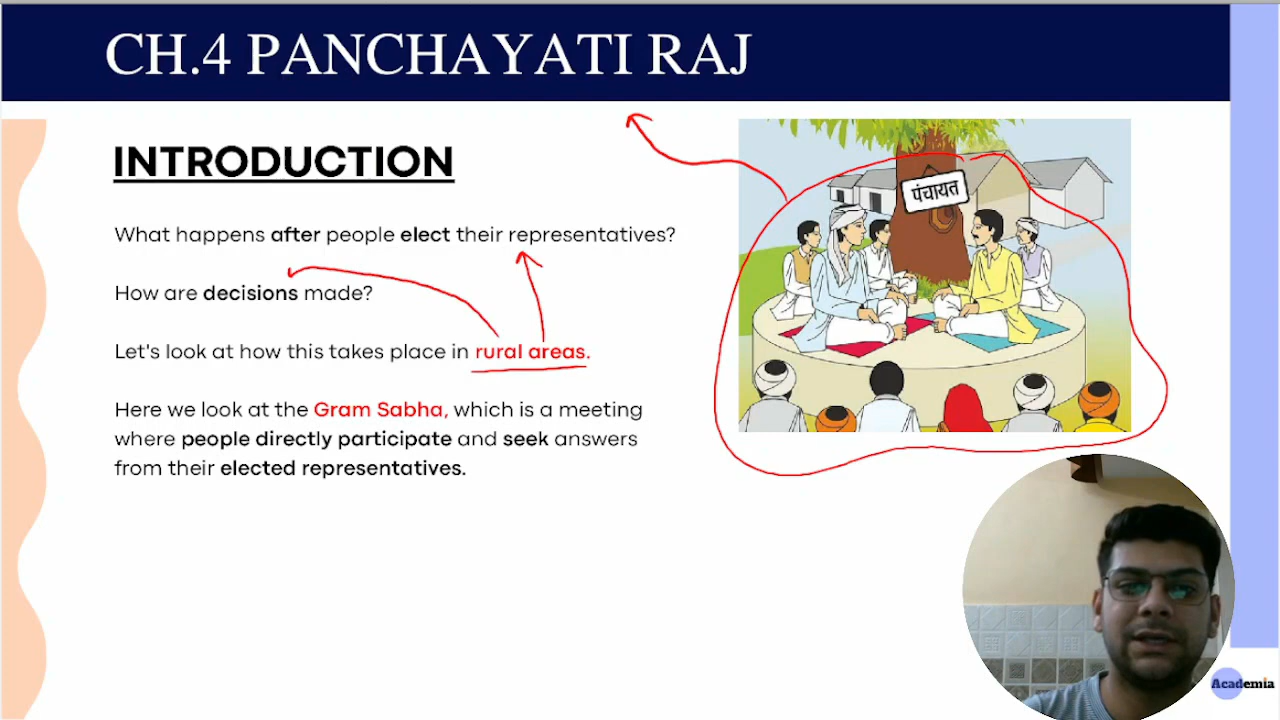 CH.4 PANCHAYATI RAJ
INTRODUCTION
What happens after people elect their representatives?
How are decisions made?
Let's look at how this takes place in rural areas.
Here we look at the Gram Sabha, which is a meeting
where people directly participate and seek answers
from their elected representatives.
पंचायत
Academia